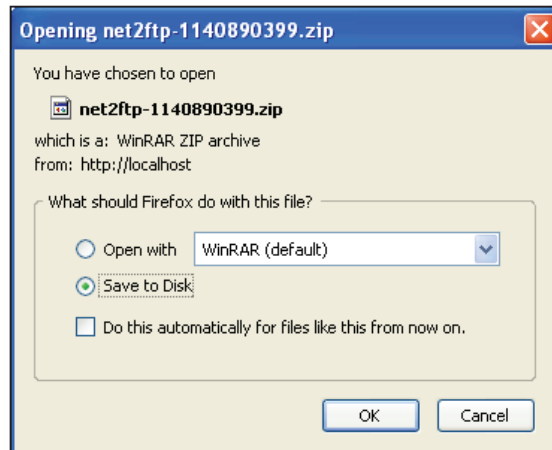 Opening net2ftp-1140890399.zip
You have chosen to open
net2ftp-1140890399.zip
which is a: WinRAR ZIP archive
from: http://localhost
What should Firefox do with this file?
Open with WinRAR (default)
Save to Disk
Do this automatically for files like this from now on.
OK Cancel